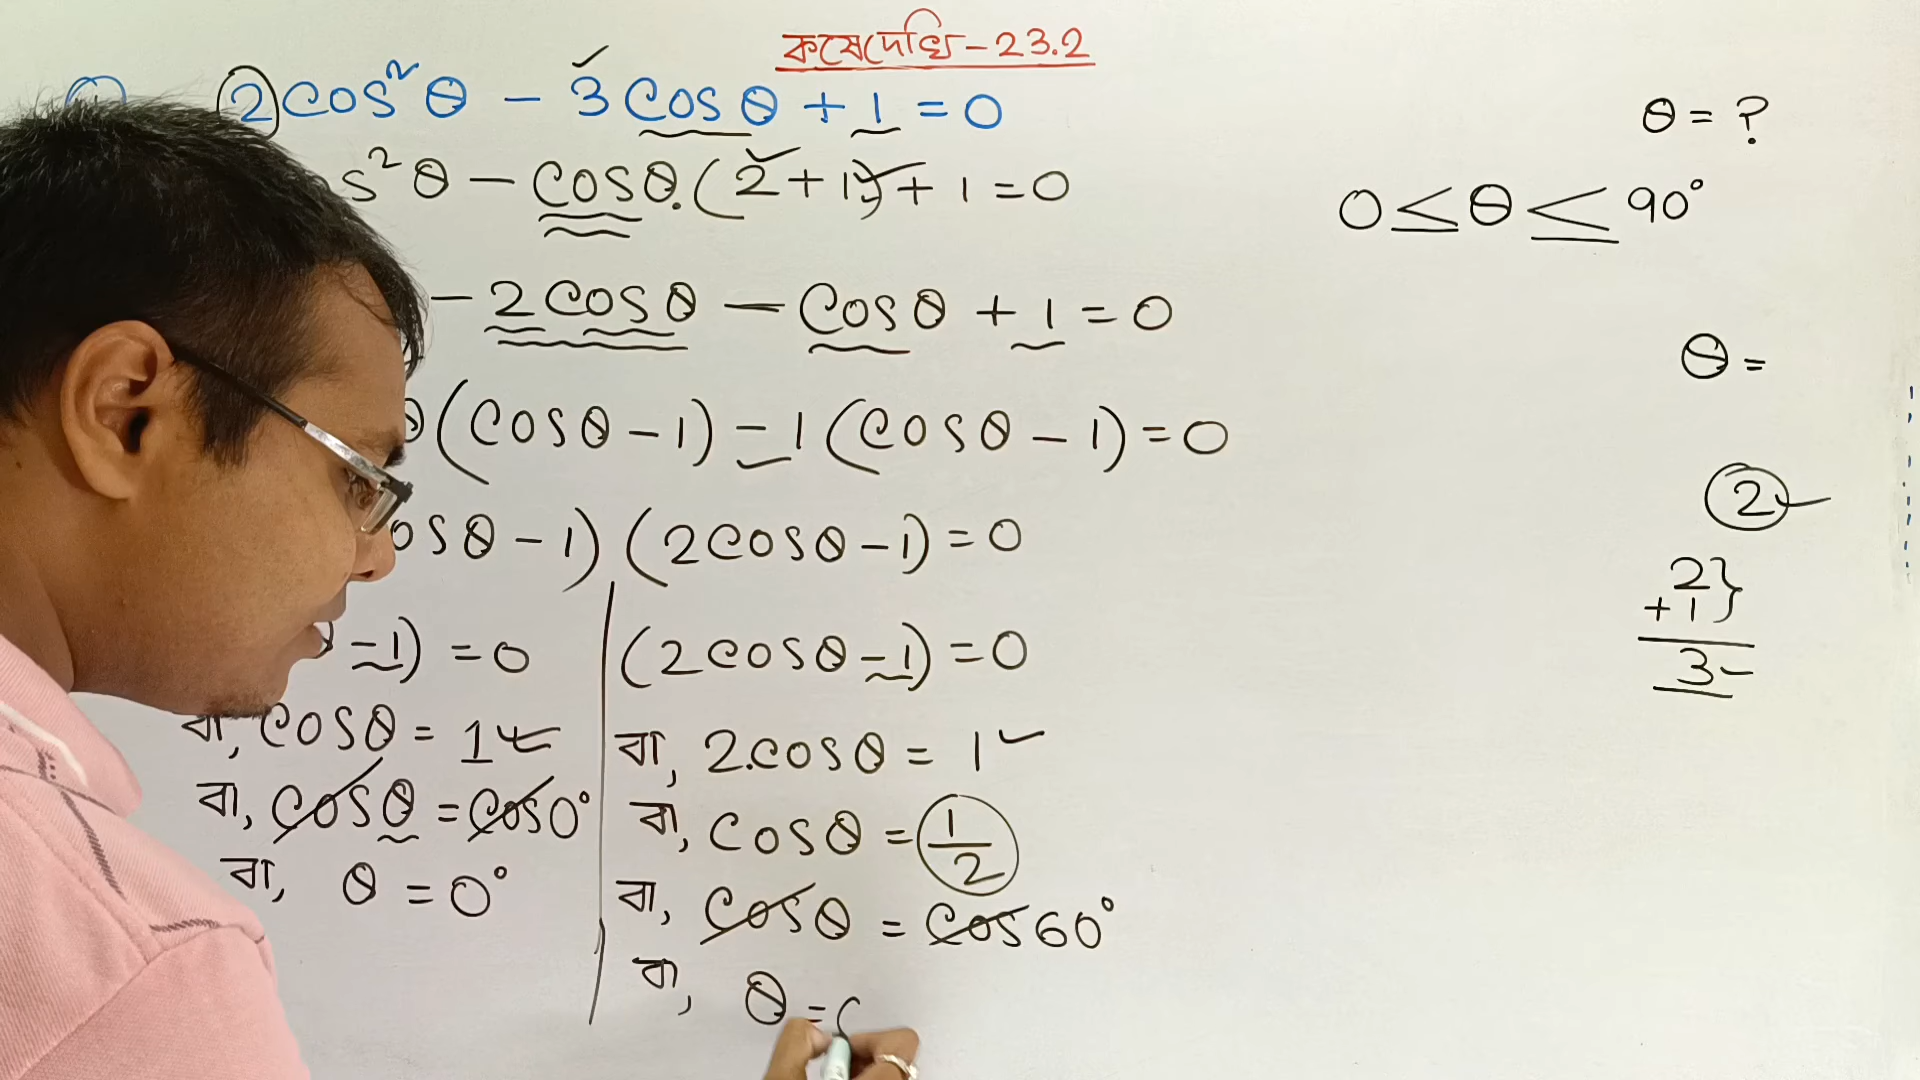 কষেদেখি-23.2
2cos²θ - 3cosθ + 1 = 0
θ = ?
s²θ - cosθ.(2+1) + 1 = 0
0 ≤ θ ≤ 90°
- 2cosθ - cosθ + 1 = 0
θ =
θ(cosθ-1) - 1(cosθ-1) = 0
2
osθ-1)(2cosθ-1) = 0
2}
+1
3
-1) = 0
(2cosθ-1) = 0
বা, cosθ = 1
বা, 2.cosθ = 1
বা, cosθ = cos0°
বা, cosθ = 1/2
বা, θ = 0°
বা, cosθ = cos60°
বা, θ =